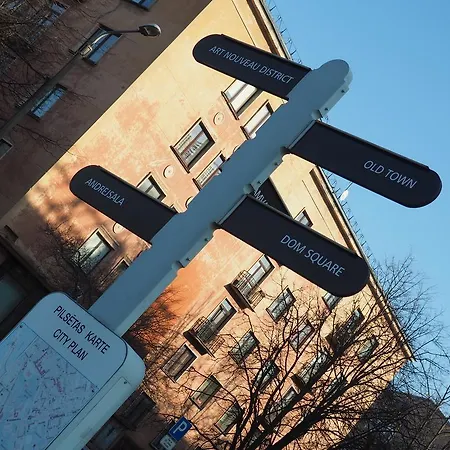 ART NOUVEAU DISTRICT
OLD TOWN
ANDREJSALA
DOM SQUARE
PILSĒTAS KARTE
CITY PLAN
P